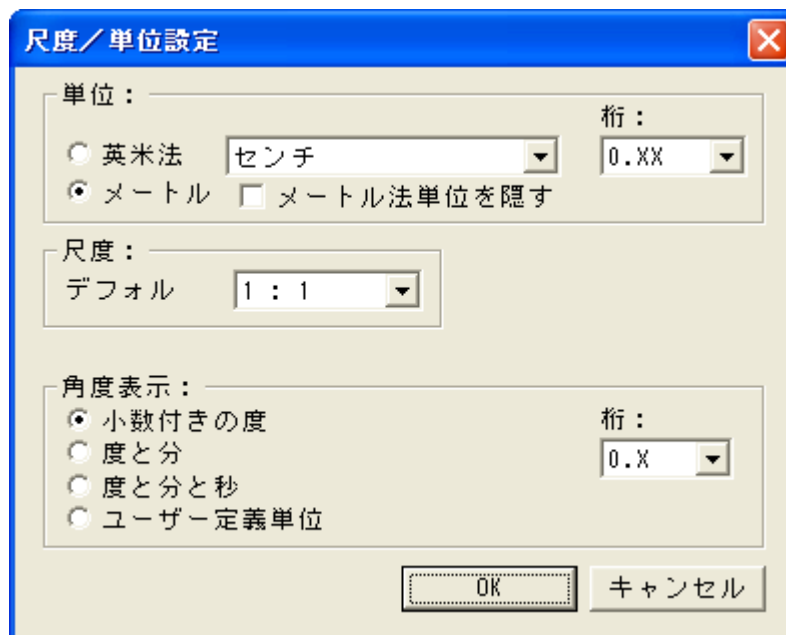 尺度／単位設定
単位：
桁：
英米法 センチ 0.XX
メートル メートル法単位を隠す
尺度：
デフォル 1 : 1
角度表示：
小数付きの度 桁：
度と分 0.X
度と分と秒
ユーザー定義単位
OK キャンセル